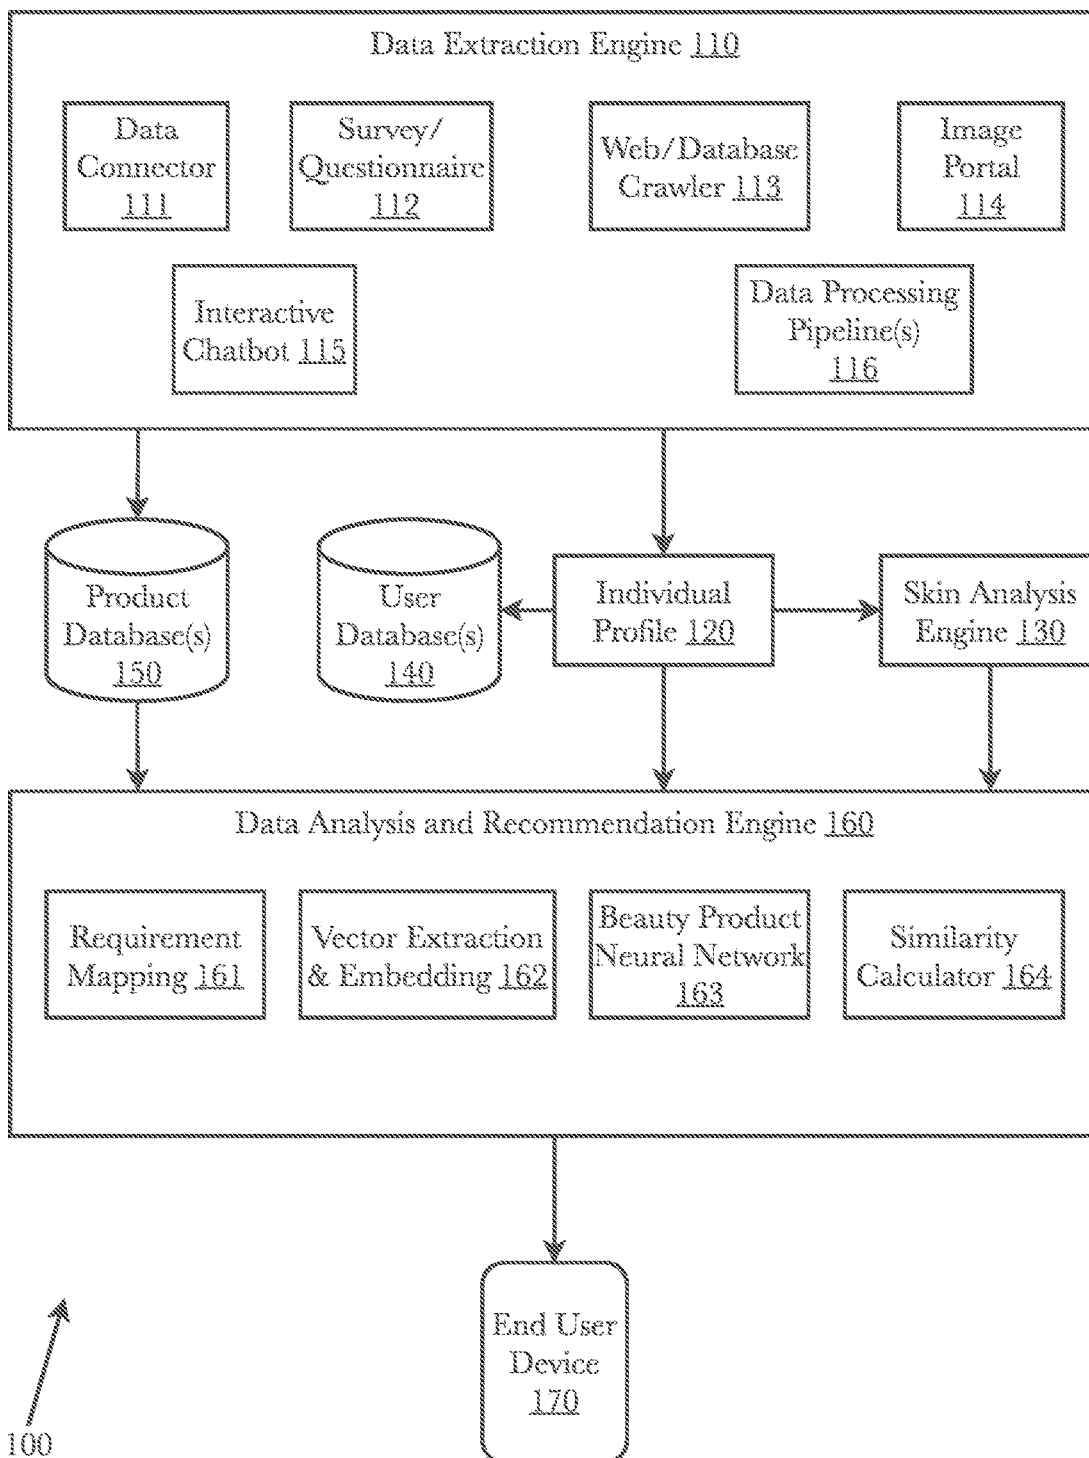 Data Extraction Engine 110
Data
Connector
111
Survey/
Questionnaire
112
Web/Database
Crawler 113
Image
Portal
114
Interactive
Chatbot 115
Data Processing
Pipeline(s)
116
Product
Database(s)
150
User
Database(s)
140
Individual
Profile 120
Skin Analysis
Engine 130
Data Analysis and Recommendation Engine 160
Requirement
Mapping 161
Vector Extraction
& Embedding 162
Beauty Product
Neural Network
163
Similarity
Calculator 164
End User
Device
170
100